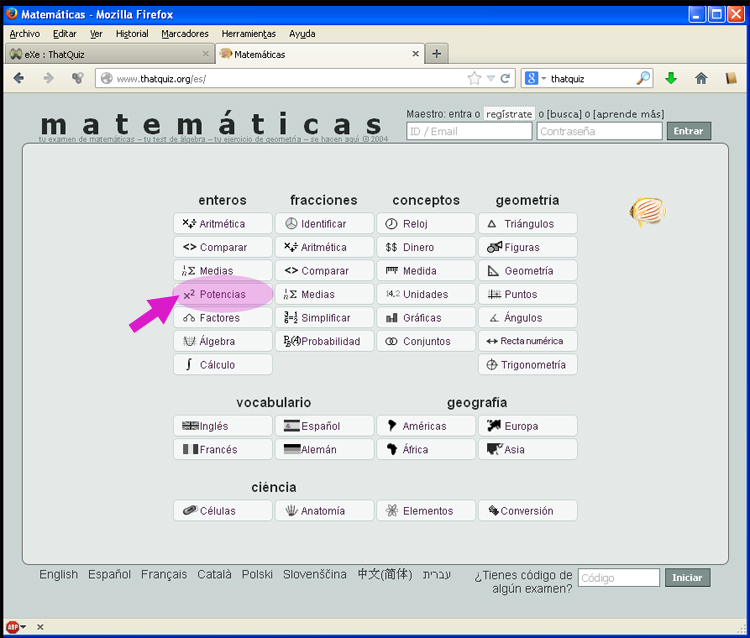 Matemáticas - Mozilla Firefox
Archivo Editar Ver Historial Marcadores Herramientas Ayuda
eXe : ThatQuiz × Matemáticas × +
www.thatquiz.org/es/ 8 thatquiz
matemáticas
Maestro: entra o regístrate o [busca] o [aprende más]
ID / Email Contraseña Entrar
tu examen de matemáticas – tu test de álgebra – tu ejercicio de geometría – se hacen aquí © 2004
enteros fracciones conceptos geometría
Aritmética Identificar Reloj Triángulos
<> Comparar Aritmética $$ Dinero Figuras
Medias <> Comparar Medida Geometría
x² Potencias Medias 14,2 Unidades Puntos
Factores Simplificar Gráficas Ángulos
Álgebra Probabilidad Conjuntos Recta numérica
∫ Cálculo Trigonometría
vocabulario geografía
Inglés Español Américas Europa
Francés Alemán África Asia
ciencia
Células Anatomía Elementos Conversión
English Español Français Català Polski Slovenščina 中文(简体) עברית
¿Tienes código de algún examen? Código Iniciar
ABP ×